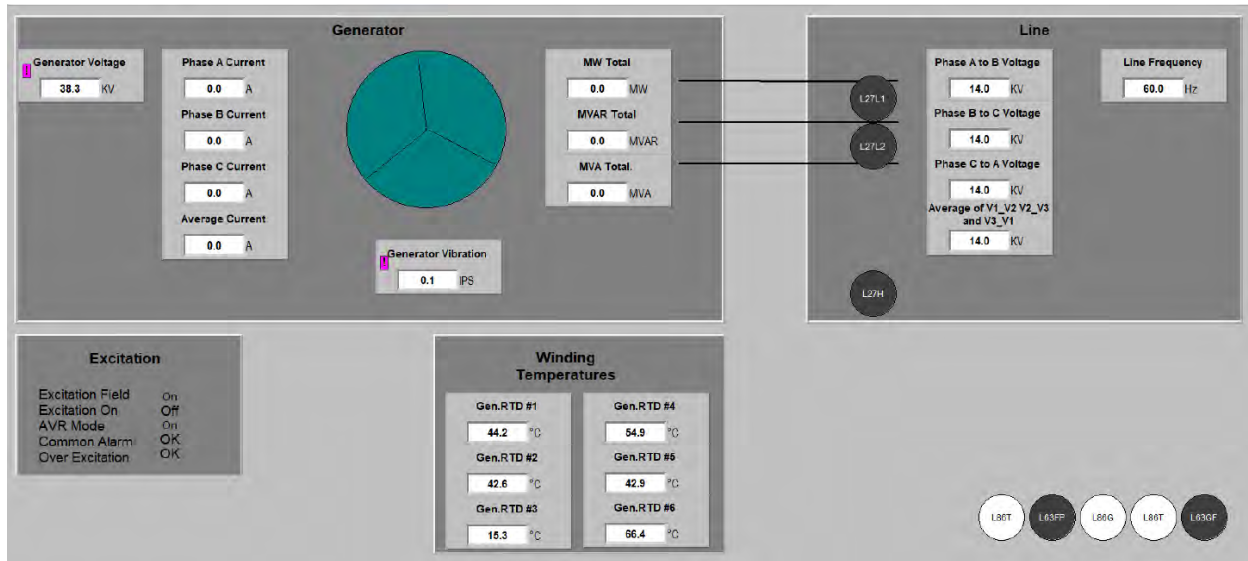 Generator
Generator Voltage
38.3 KV
Phase A Current
0.0 A
Phase B Current
0.0 A
Phase C Current
0.0 A
Average Current
0.0 A
Generator Vibration
0.1 IPS
MW Total
0.0 MW
MVAR Total
0.0 MVAR
MVA Total.
0.0 MVA
Line
L27L1
L27L2
L27H
Phase A to B Voltage
14.0 KV
Phase B to C Voltage
14.0 KV
Phase C to A Voltage
14.0 KV
Average of V1_V2 V2_V3
and V3_V1
14.0 KV
Line Frequency
60.0 Hz
Excitation
Excitation Field On
Excitation On Off
AVR Mode On
Common Alarm OK
Over Excitation OK
Winding
Temperatures
Gen.RTD #1
44.2 °C
Gen.RTD #2
42.6 °C
Gen.RTD #3
15.3 °C
Gen.RTD #4
54.9 °C
Gen.RTD #5
42.9 °C
Gen.RTD #6
66.4 °C
L86T L63FP L86G L86T L63GF